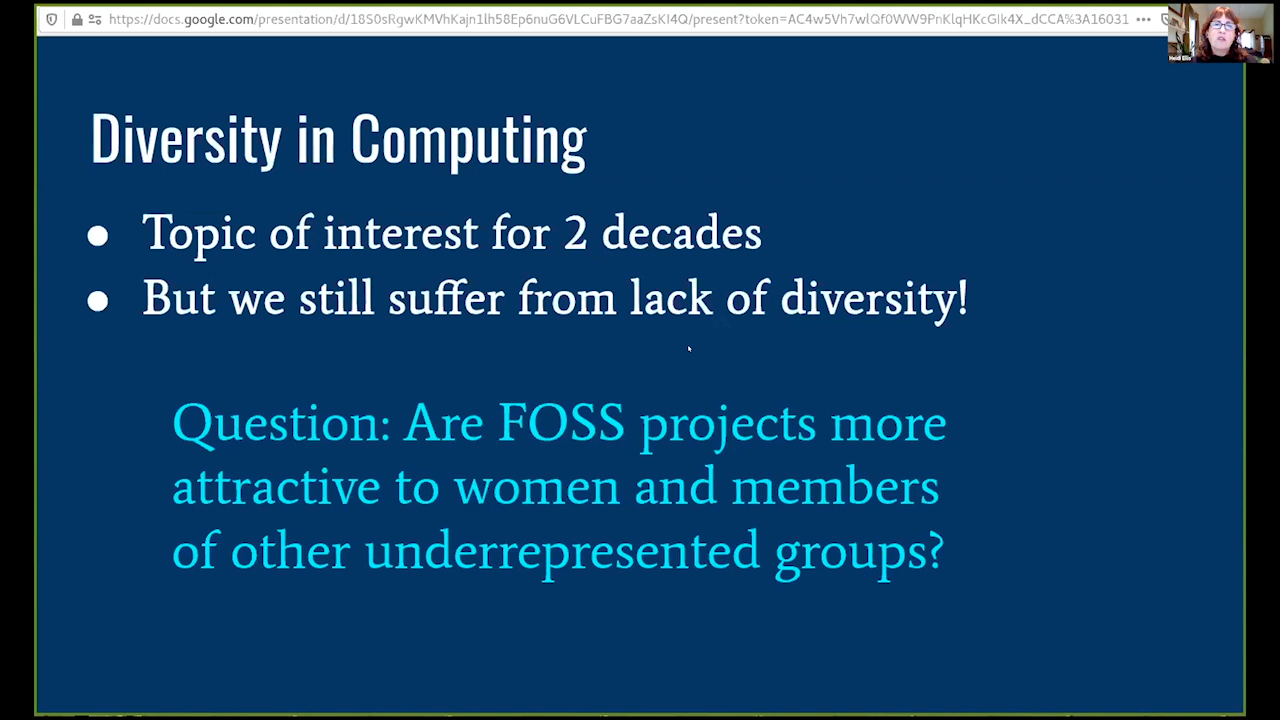 https://docs.google.com/presentation/d/18S0sRgwKMVhKajn1lh58Ep6nuG6VLCuFBG7aaZsKI4Q/present?token=AC4w5Vh7wlQf0WW9PnKlqHKcGIk4X_dCCA%3A16031
Heidi Ellis
Diversity in Computing
● Topic of interest for 2 decades
● But we still suffer from lack of diversity!
Question: Are FOSS projects more
attractive to women and members
of other underrepresented groups?